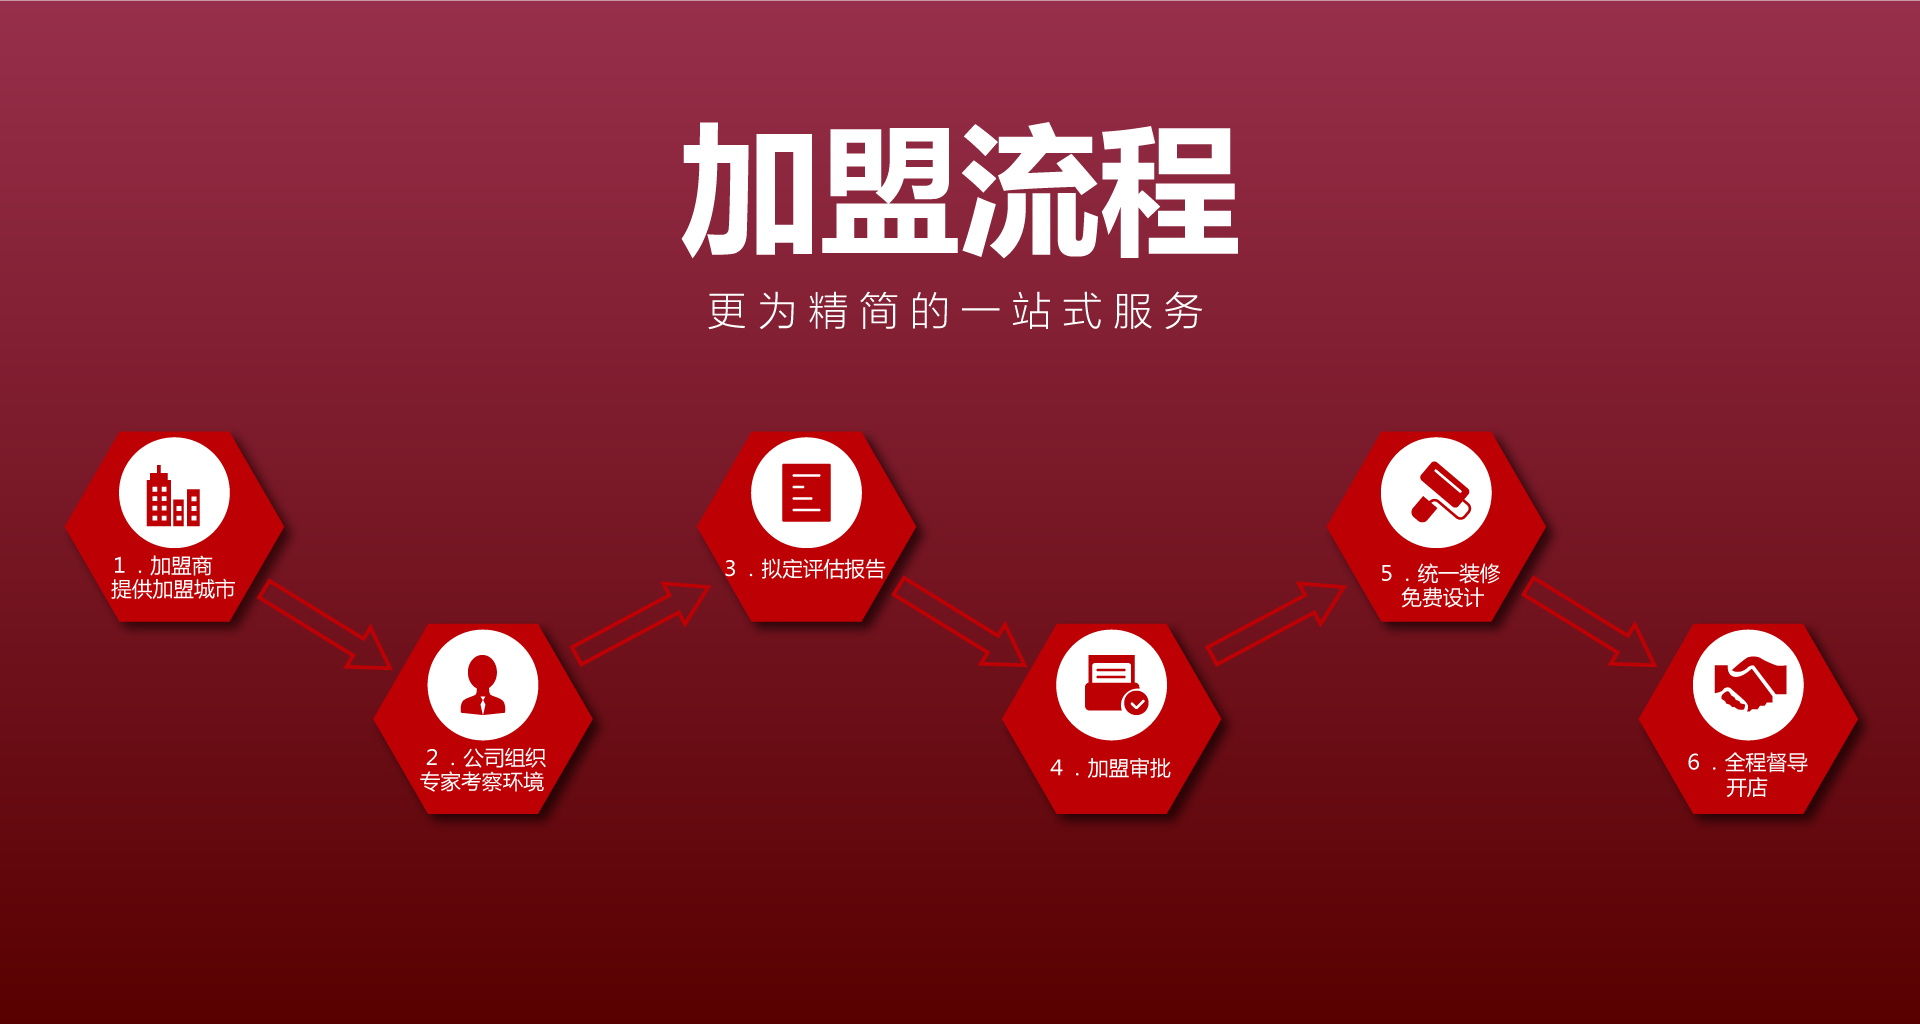 加盟流程
更为精简的一站式服务
1．加盟商
提供加盟城市
2．公司组织
专家考察环境
3．拟定评估报告
4．加盟审批
5．统一装修
免费设计
6．全程督导
开店